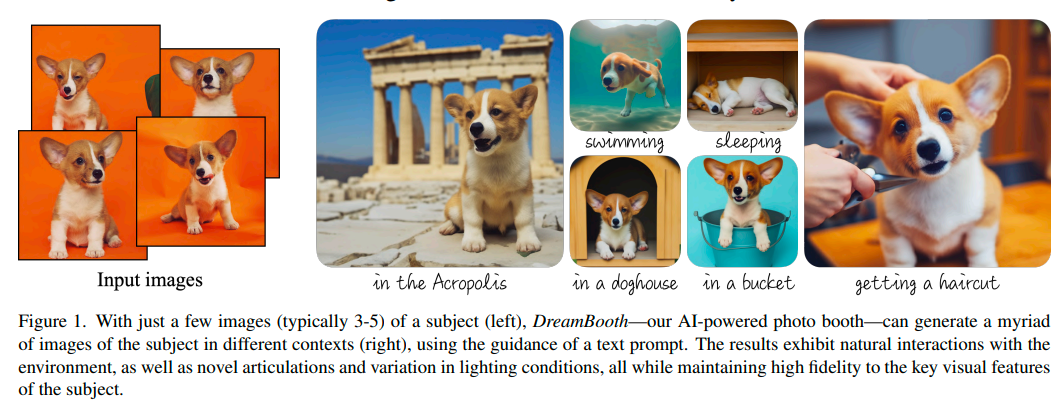 swimming
sleeping
Input images
in the Acropolis
in a doghouse
in a bucket
getting a haircut
Figure 1. With just a few images (typically 3-5) of a subject (left), DreamBooth—our AI-powered photo booth—can generate a myriad
of images of the subject in different contexts (right), using the guidance of a text prompt. The results exhibit natural interactions with the
environment, as well as novel articulations and variation in lighting conditions, all while maintaining high fidelity to the key visual features
of the subject.